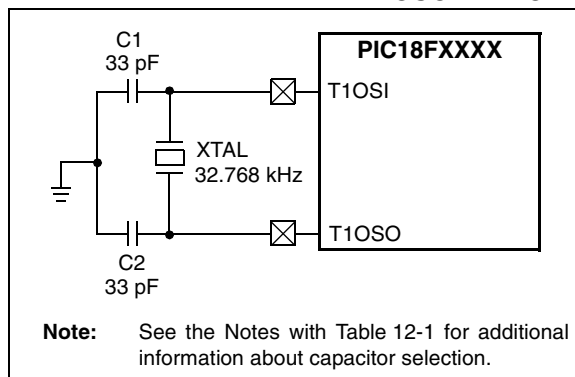 C1
33 pF
PIC18FXXXX
T1OSI
XTAL
32.768 kHz
T1OSO
C2
33 pF
Note: See the Notes with Table 12-1 for additional
information about capacitor selection.